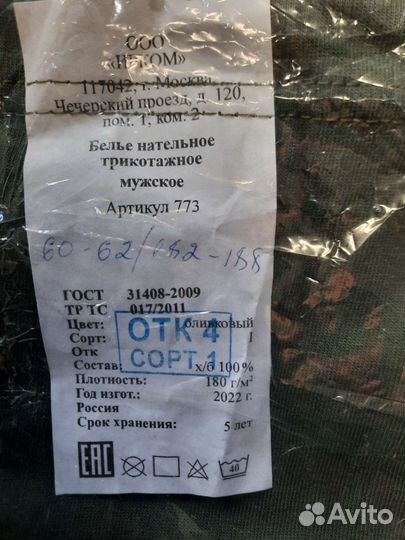 ООО
117042, г. Москва,
Чечерский проезд, д. 120,
пом. 1, ком. 2
Белье нательное
трикотажное
мужское
Артикул 773
60-62/182-188
ГОСТ 31408-2009
ТР ТС 017/2011
Цвет: оливковый
Сорт: I
Отк
Состав: х/б 100%
Плотность: 180 г/м²
Год изгот.: 2022 г.
Россия
Срок хранения: 5 лет
ОТК 4
СОРТ 1
ЕАС
40
Avito